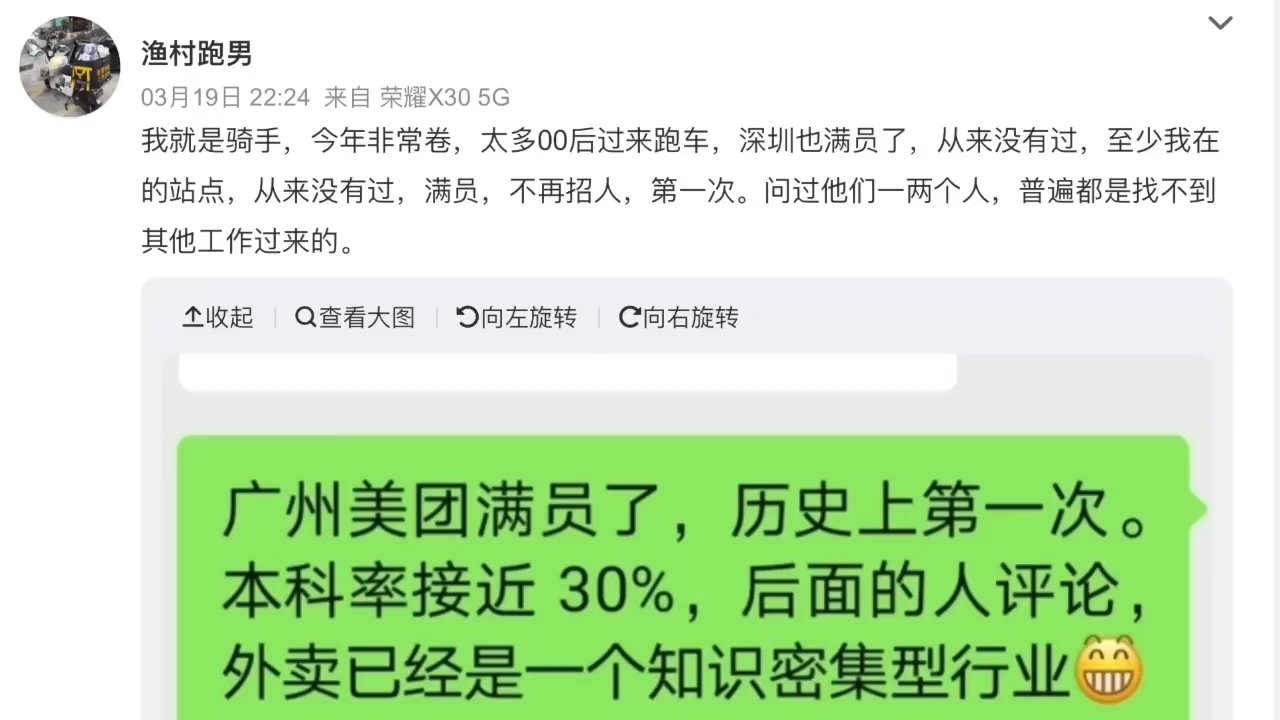 渔村跑男
03月19日 22:24 来自 荣耀X30 5G
我就是骑手，今年非常卷，太多00后过来跑车，深圳也满员了，从来没有过，至少我在
的站点，从来没有过，满员，不再招人，第一次。问过他们一两个人，普遍都是找不到
其他工作过来的。
收起 查看大图 向左旋转 向右旋转
广州美团满员了，历史上第一次。
本科率接近 30%，后面的人评论，
外卖已经是一个知识密集型行业😁